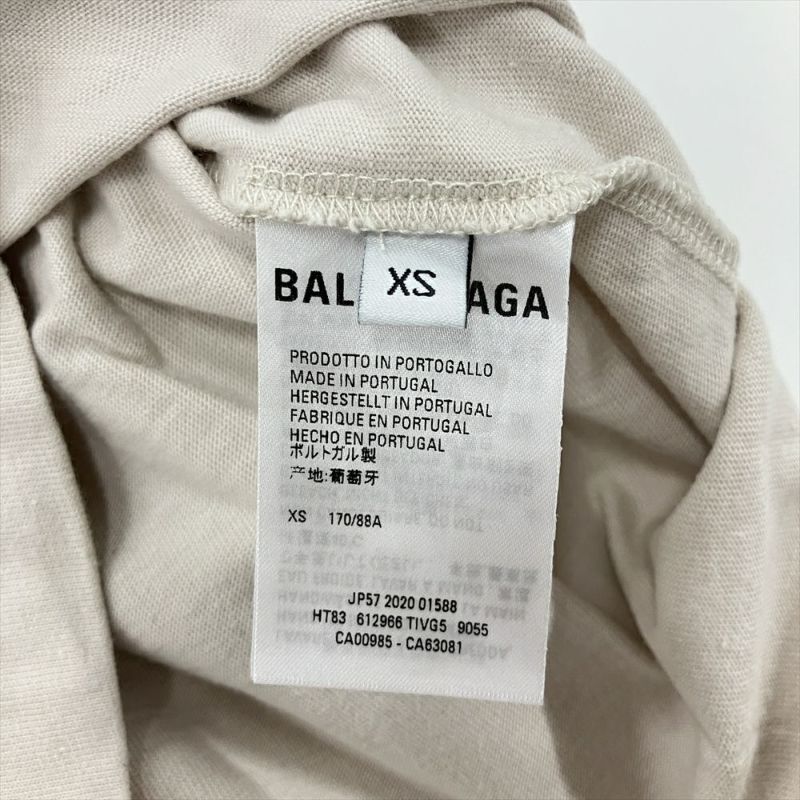 BAL AGA
XS
PRODOTTO IN PORTOGALLO
MADE IN PORTUGAL
HERGESTELLT IN PORTUGAL
FABRIQUE EN PORTUGAL
HECHO EN PORTUGAL
ポルトガル製
产地:葡萄牙
XS 170/88A
JP57 2020 01588
HT83 612966 TIVG5 9055
CA00985 - CA63081